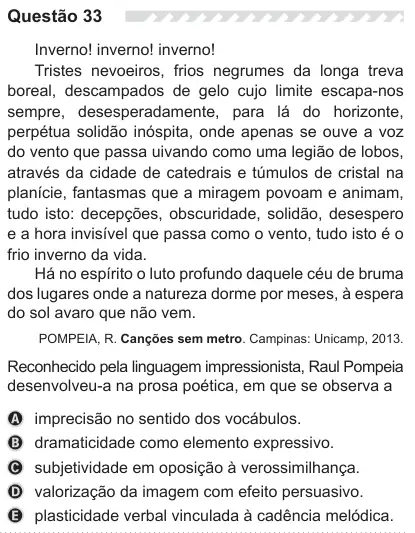 Questão 33
Inverno! inverno! inverno!
Tristes nevoeiros, frios negrumes da longa treva
boreal, descampados de gelo cujo limite escapa-nos
sempre, desesperadamente, para lá do horizonte,
perpétua solidão inóspita, onde apenas se ouve a voz
do vento que passa uivando como uma legião de lobos,
através da cidade de catedrais e túmulos de cristal na
planície, fantasmas que a miragem povoam e animam,
tudo isto: decepções, obscuridade, solidão, desespero
e a hora invisível que passa como o vento, tudo isto é o
frio inverno da vida.
Há no espírito o luto profundo daquele céu de bruma
dos lugares onde a natureza dorme por meses, à espera
do sol avaro que não vem.
POMPEIA, R. Canções sem metro. Campinas: Unicamp, 2013.
Reconhecido pela linguagem impressionista, Raul Pompeia
desenvolveu-a na prosa poética, em que se observa a
A imprecisão no sentido dos vocábulos.
B dramaticidade como elemento expressivo.
C subjetividade em oposição à verossimilhança.
D valorização da imagem com efeito persuasivo.
E plasticidade verbal vinculada à cadência melódica.